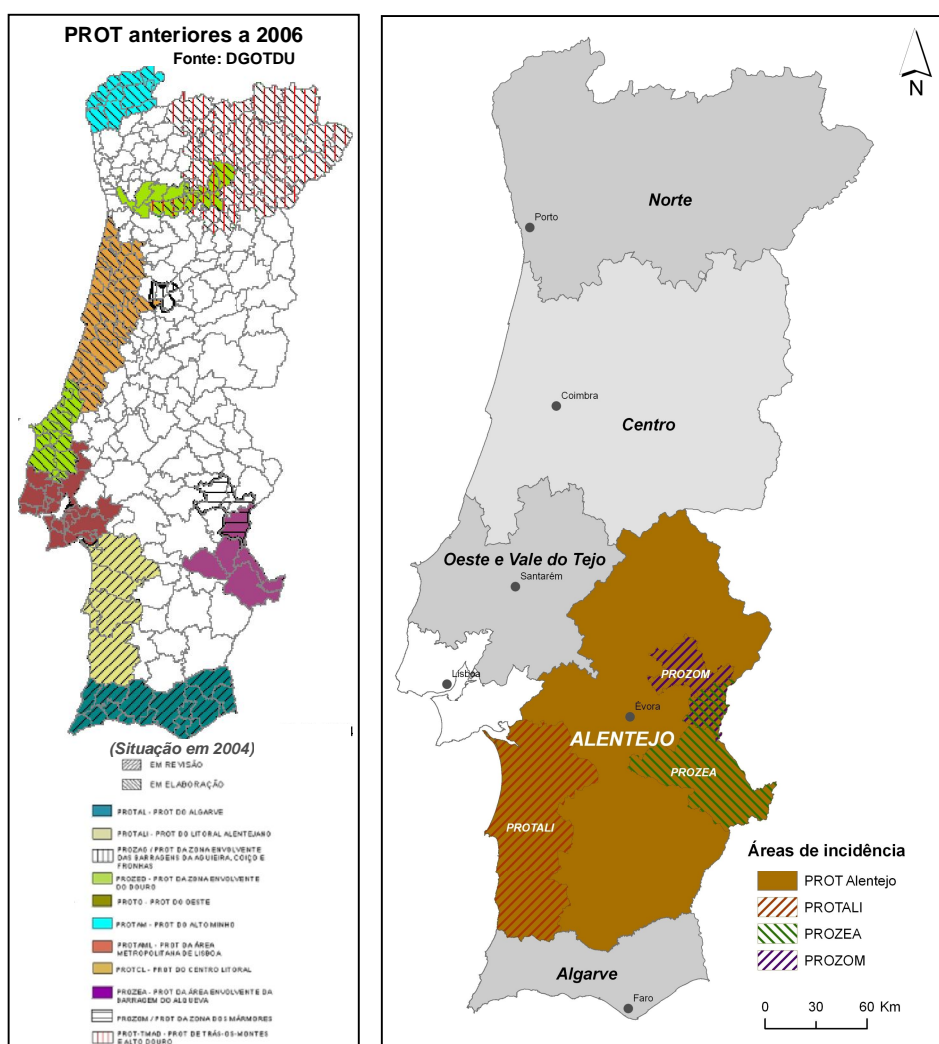 PROT anteriores a 2006
Fonte: DGOTDU
(Situação em 2004)
EM REVISÃO
EM ELABORAÇÃO
PROTAL - PROT DO ALGARVE
PROTALI - PROT DO LITORAL ALENTEJANO
PROZAG / PROT DA ZONA ENVOLVENTE
DAS BARRAGENS DA AGUIEIRA, COIÇO E
FRONHAS
PROZED - PROT DA ZONA ENVOLVENTE
DO DOURO
PROTO - PROT DO OESTE
PROTAM - PROT DO ALTO MINHO
PROTAML - PROT DA ÁREA
METROPOLITANA DE LISBOA
PROTCL - PROT DO CENTRO LITORAL
PROZEA - PROT DA ÁREA ENVOLVENTE DA
BARRAGEM DO ALQUEVA
PROZOM / PROT DA ZONA DOS MÁRMORES
PROT-TMAD - PROT DE TRÁS-OS-MONTES
E ALTO DOURO
N
Norte
Porto
Coimbra
Centro
Oeste e Vale do Tejo
Santarém
Lisboa
PROZOM
Évora
ALENTEJO
PROZEA
PROTALI
Algarve
Faro
Áreas de incidência
PROT Alentejo
PROTALI
PROZEA
PROZOM
0 30 60 Km